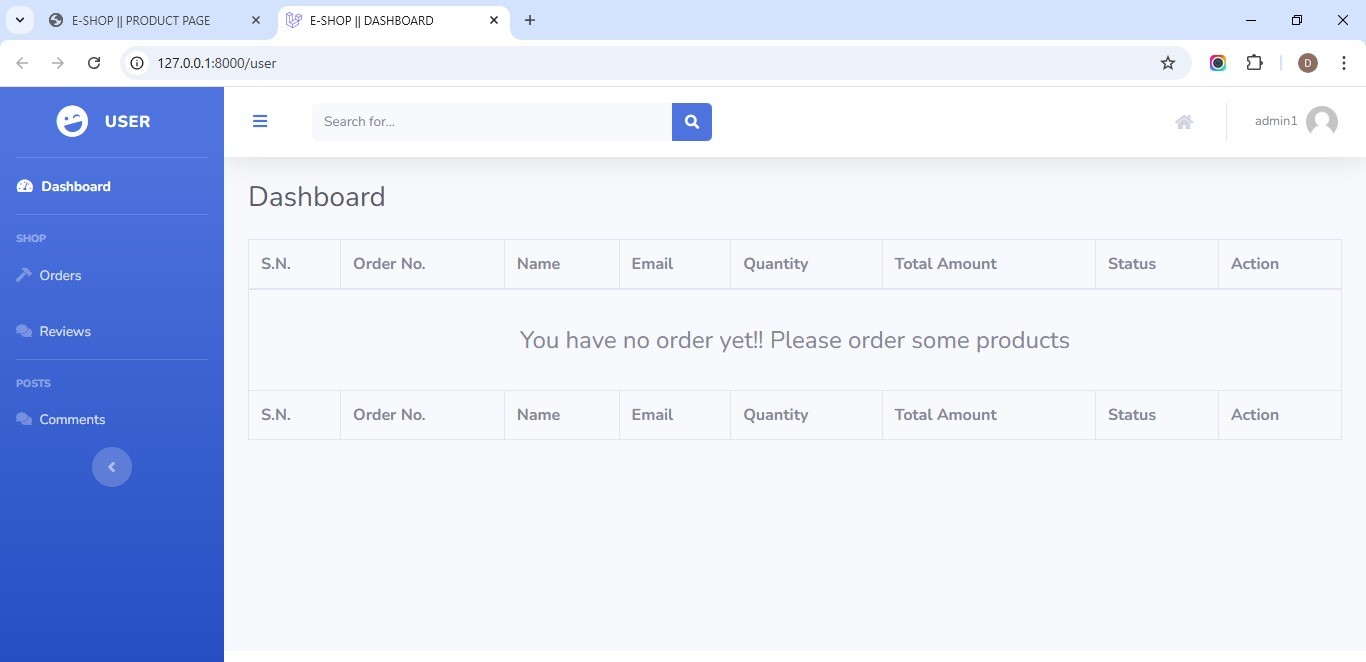 E-SHOP || PRODUCT PAGE
E-SHOP || DASHBOARD
127.0.0.1:8000/user
D
USER
Search for...
admin1
Dashboard
SHOP
Orders
Reviews
POSTS
Comments
Dashboard
S.N. Order No. Name Email Quantity Total Amount Status Action
You have no order yet!! Please order some products
S.N. Order No. Name Email Quantity Total Amount Status Action